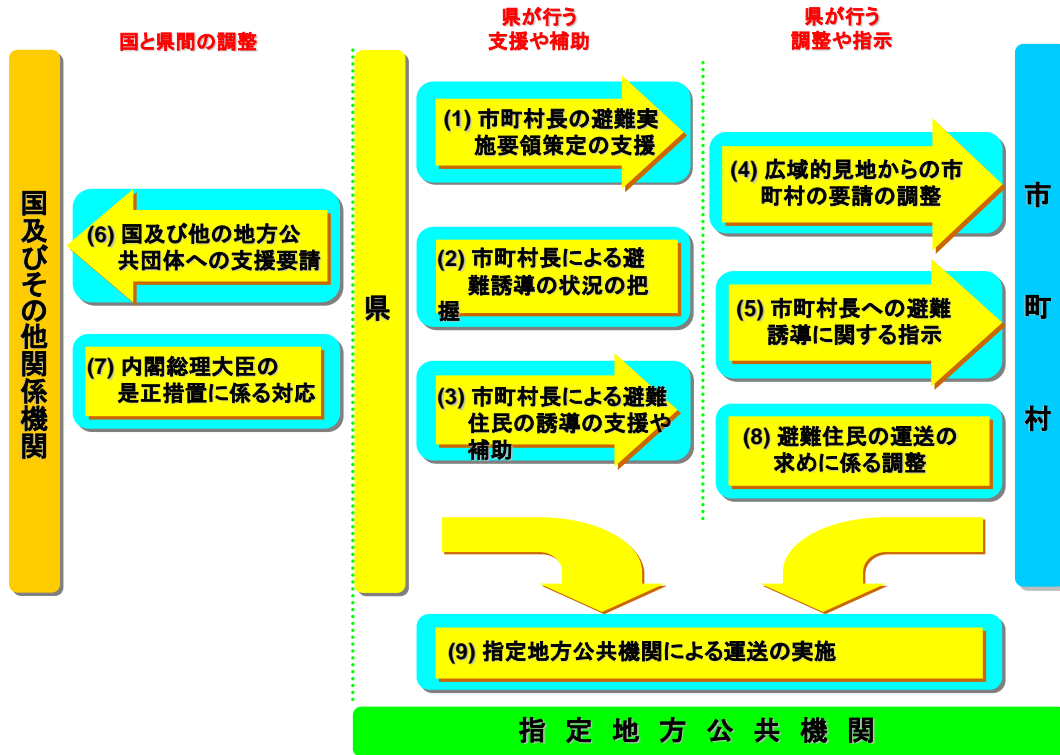 国と県間の調整
県が行う
支援や補助
県が行う
調整や指示
国及びその他関係機関
県
市町村
(1) 市町村長の避難実
施要領策定の支援
(2) 市町村長による避
難誘導の状況の把
握
(3) 市町村長による避難
住民の誘導の支援や
補助
(4) 広域的見地からの市
町村の要請の調整
(5) 市町村長への避難
誘導に関する指示
(6) 国及び他の地方公
共団体への支援要請
(7) 内閣総理大臣の
是正措置に係る対応
(8) 避難住民の運送の
求めに係る調整
(9) 指定地方公共機関による運送の実施
指定地方公共機関